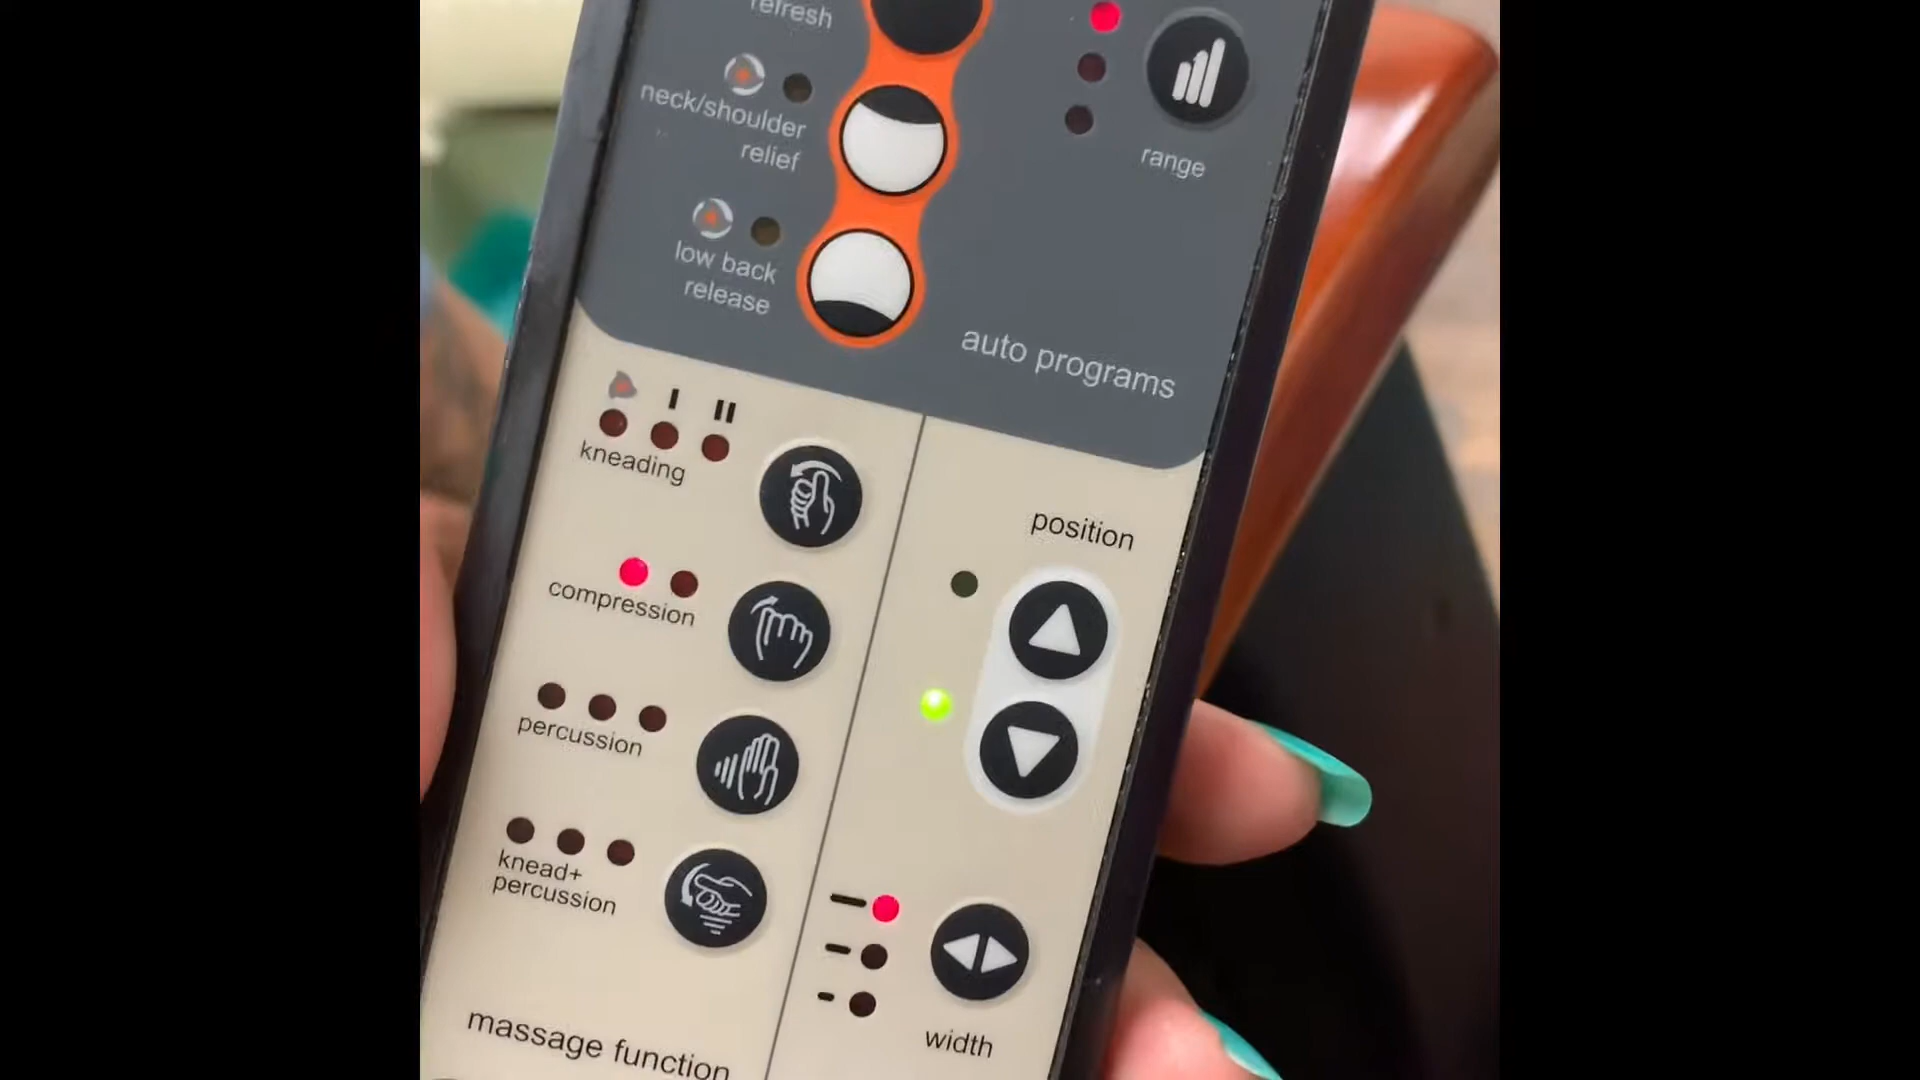 refresh
neck/shoulder
relief
range
low back
release
auto programs
I II
kneading
position
compression
percussion
knead+
percussion
width
massage function